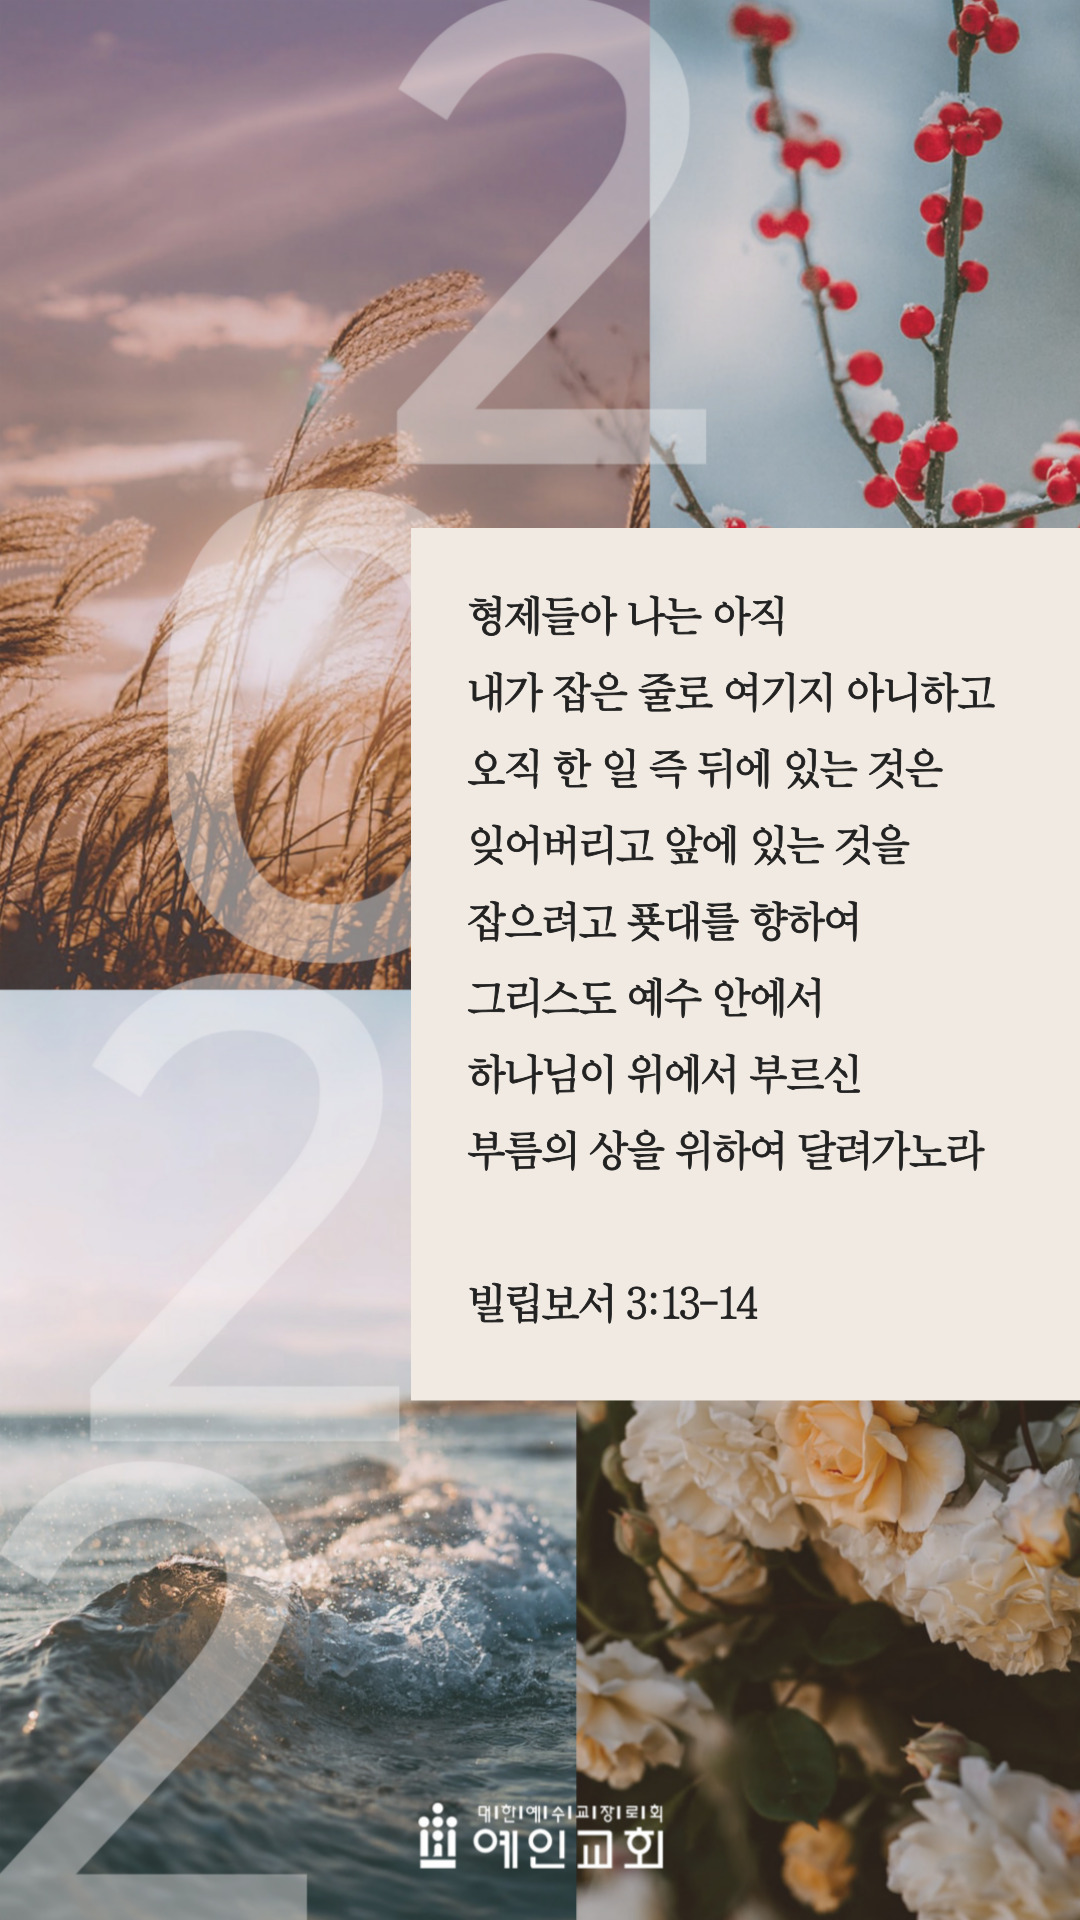 2
0
2
2
형제들아 나는 아직
내가 잡은 줄로 여기지 아니하고
오직 한 일 즉 뒤에 있는 것은
잊어버리고 앞에 있는 것을
잡으려고 푯대를 향하여
그리스도 예수 안에서
하나님이 위에서 부르신
부름의 상을 위하여 달려가노라
빌립보서 3:13-14
대한예수교장로회
예인교회